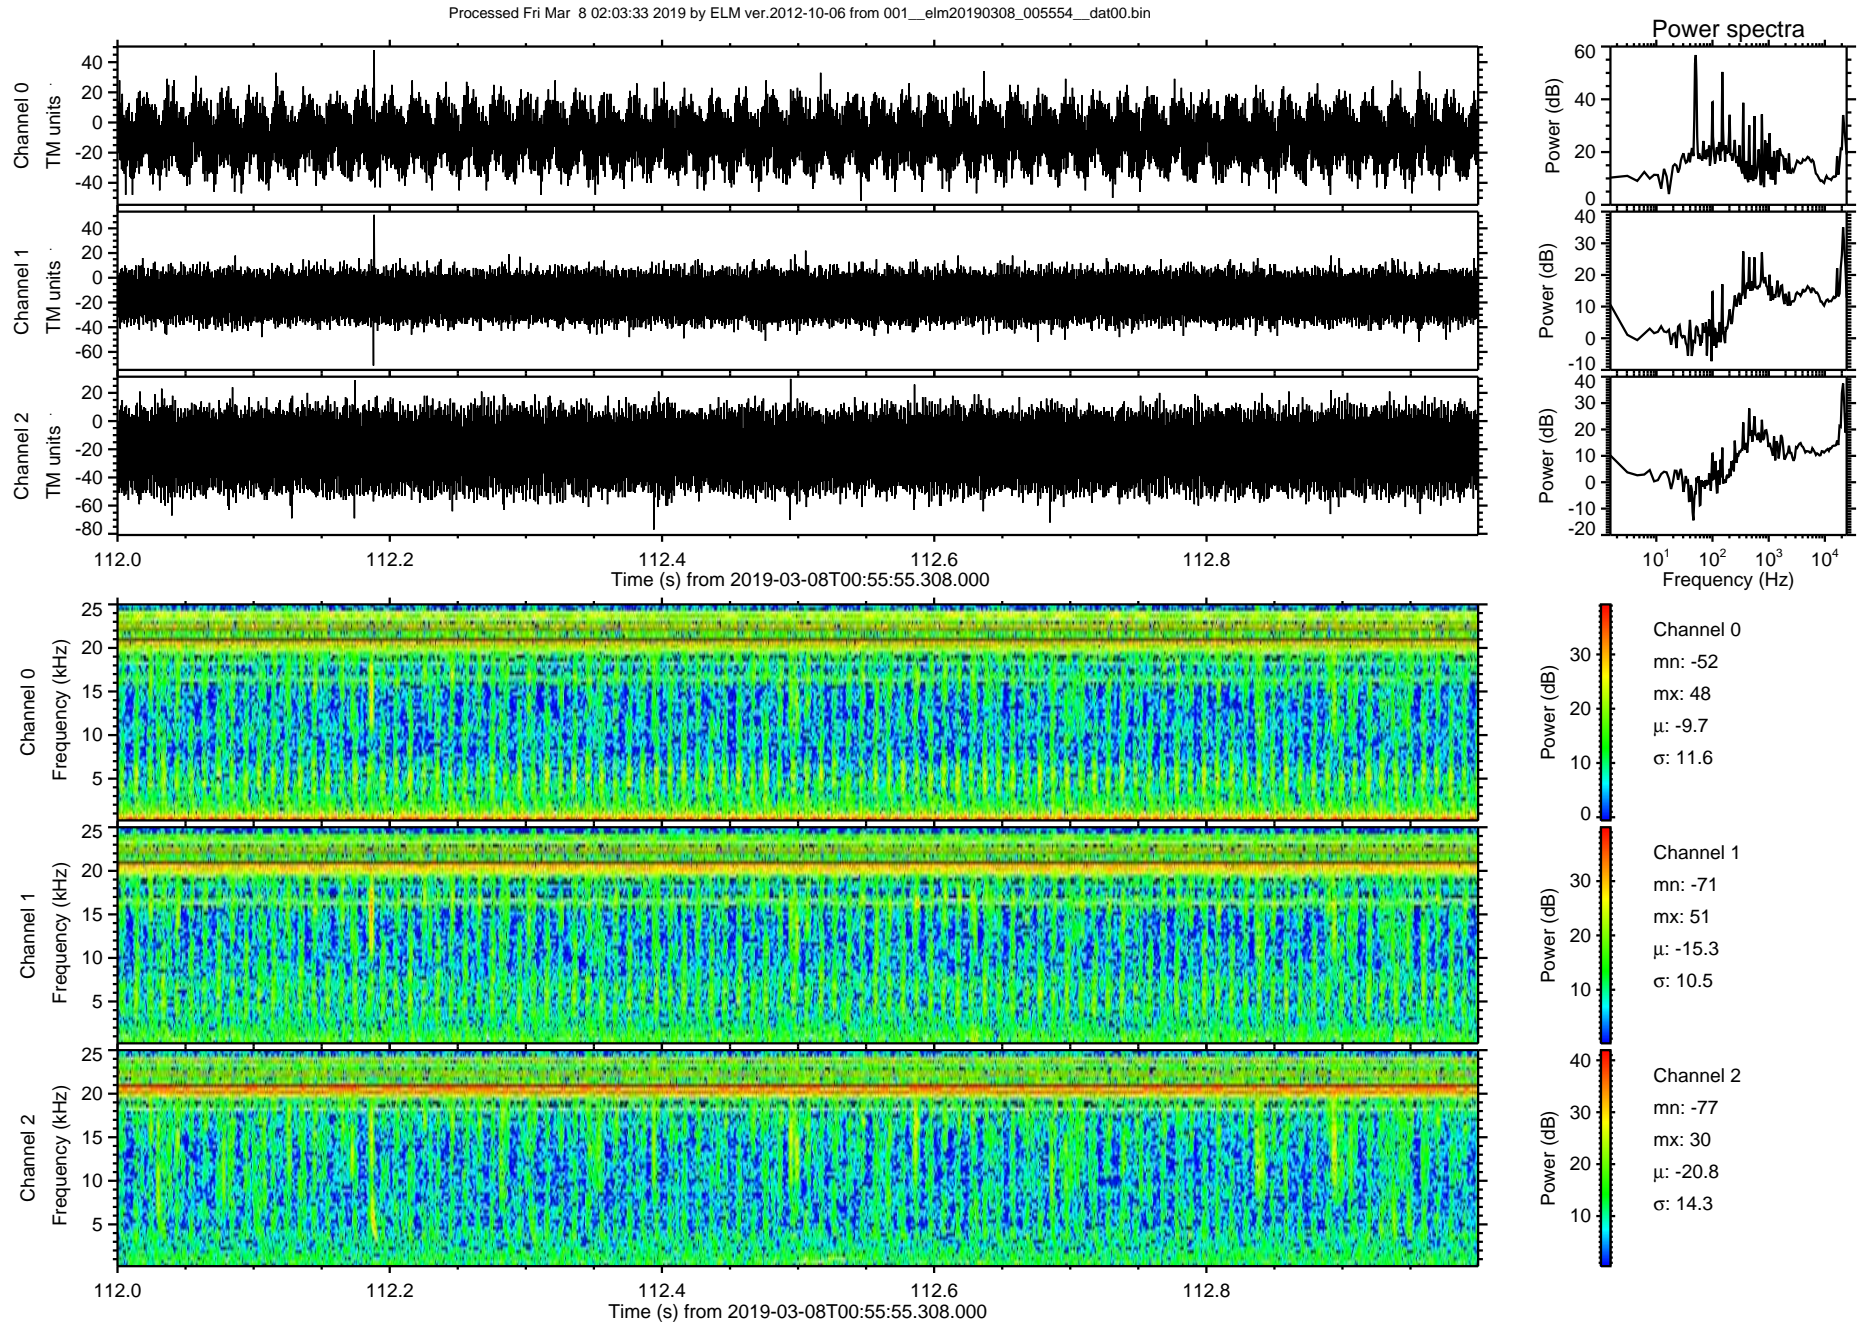 Processed Fri Mar 8 02:03:33 2019 by ELM ver.2012-10-06 from 001__elm20190308_005554__dat00.bin
Power spectra
Channel 0
TM units
40
20
0
-20
-40
Power (dB)
60
40
20
0
Channel 1
TM units
40
20
0
-20
-40
-60
Power (dB)
40
30
20
10
0
-10
Channel 2
TM units
20
0
-20
-40
-60
-80
Power (dB)
40
30
20
10
0
-10
-20
112.0 112.2 112.4 112.6 112.8
Time (s) from 2019-03-08T00:55:55.308.000
10¹ 10² 10³ 10⁴
Frequency (Hz)
Channel 0
Frequency (kHz)
25
20
15
10
5
Power (dB)
30
20
10
0
Channel 0
mn: -52
mx: 48
μ: -9.7
σ: 11.6
Channel 1
Frequency (kHz)
25
20
15
10
5
Power (dB)
30
20
10
Channel 1
mn: -71
mx: 51
μ: -15.3
σ: 10.5
Channel 2
Frequency (kHz)
25
20
15
10
5
Power (dB)
40
30
20
10
Channel 2
mn: -77
mx: 30
μ: -20.8
σ: 14.3
112.0 112.2 112.4 112.6 112.8
Time (s) from 2019-03-08T00:55:55.308.000